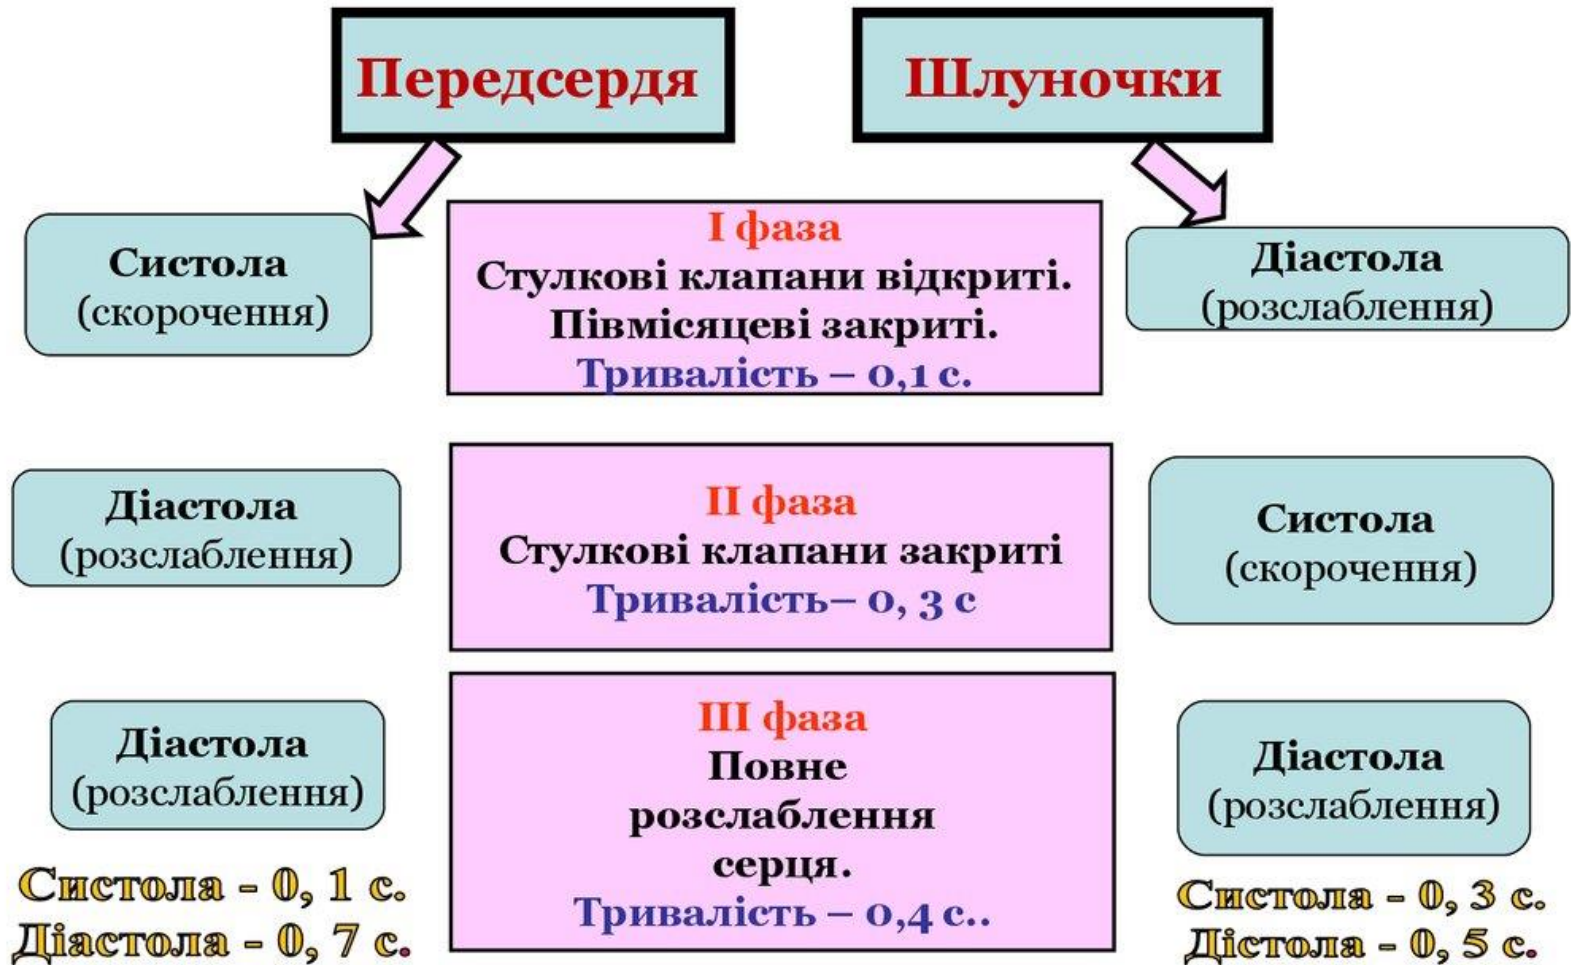 Передсердя
Шлуночки
Систола
(скорочення)
І фаза
Стулкові клапани відкриті.
Півмісяцеві закриті.
Тривалість – 0,1 с.
Діастола
(розслаблення)
Діастола
(розслаблення)
ІІ фаза
Стулкові клапани закриті
Тривалість– 0, 3 с
Систола
(скорочення)
Діастола
(розслаблення)
ІІІ фаза
Повне
розслаблення
серця.
Тривалість – 0,4 с..
Діастола
(розслаблення)
Систола - 0, 1 с.
Діастола - 0, 7 с.
Систола - 0, 3 с.
Дістола - 0, 5 с.